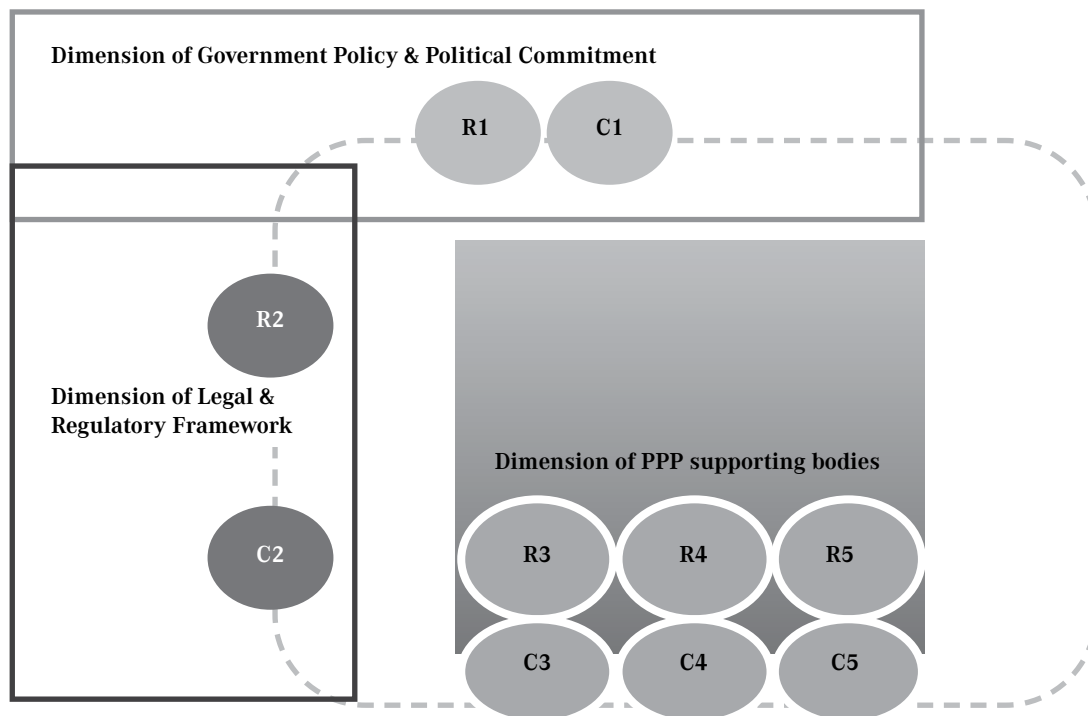 Dimension of Government Policy & Political Commitment
R1 C1
R2
Dimension of Legal &
Regulatory Framework
C2
Dimension of PPP supporting bodies
R3 R4 R5
C3 C4 C5